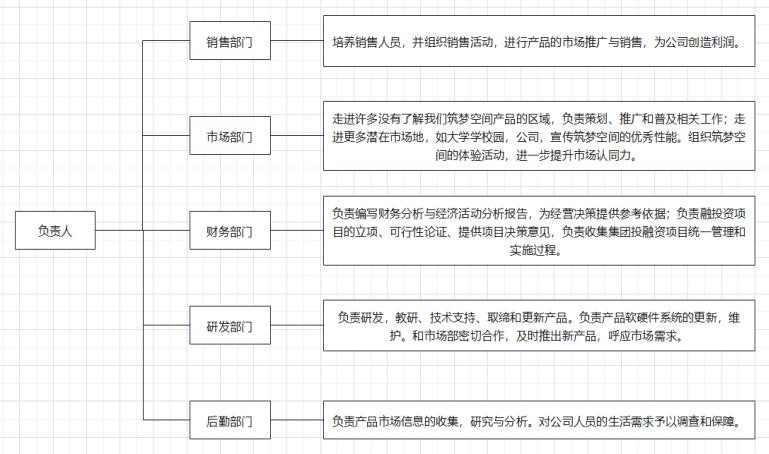 销售部门
培养销售人员，并组织销售活动，进行产品的市场推广与销售，为公司创造利润。
市场部门
走进许多没有了解我们筑梦空间产品的区域，负责策划、推广和普及相关工作；走
进更多潜在市场地，如大学学校园，公司，宣传筑梦空间的优秀性能。组织筑梦空
间的体验活动，进一步提升市场认同力。
负责人
财务部门
负责编写财务分析与经济活动分析报告，为经营决策提供参考依据；负责融投资项
目的立项、可行性论证、提供项目决策意见，负责收集集团投融资项目统一管理和
实施过程。
研发部门
负责研发，教研、技术支持、取缔和更新产品。负责产品软硬件系统的更新，维
护。和市场部密切合作，及时推出新产品，呼应市场需求。
后勤部门
负责产品市场信息的收集，研究与分析。对公司人员的生活需求予以调查和保障。